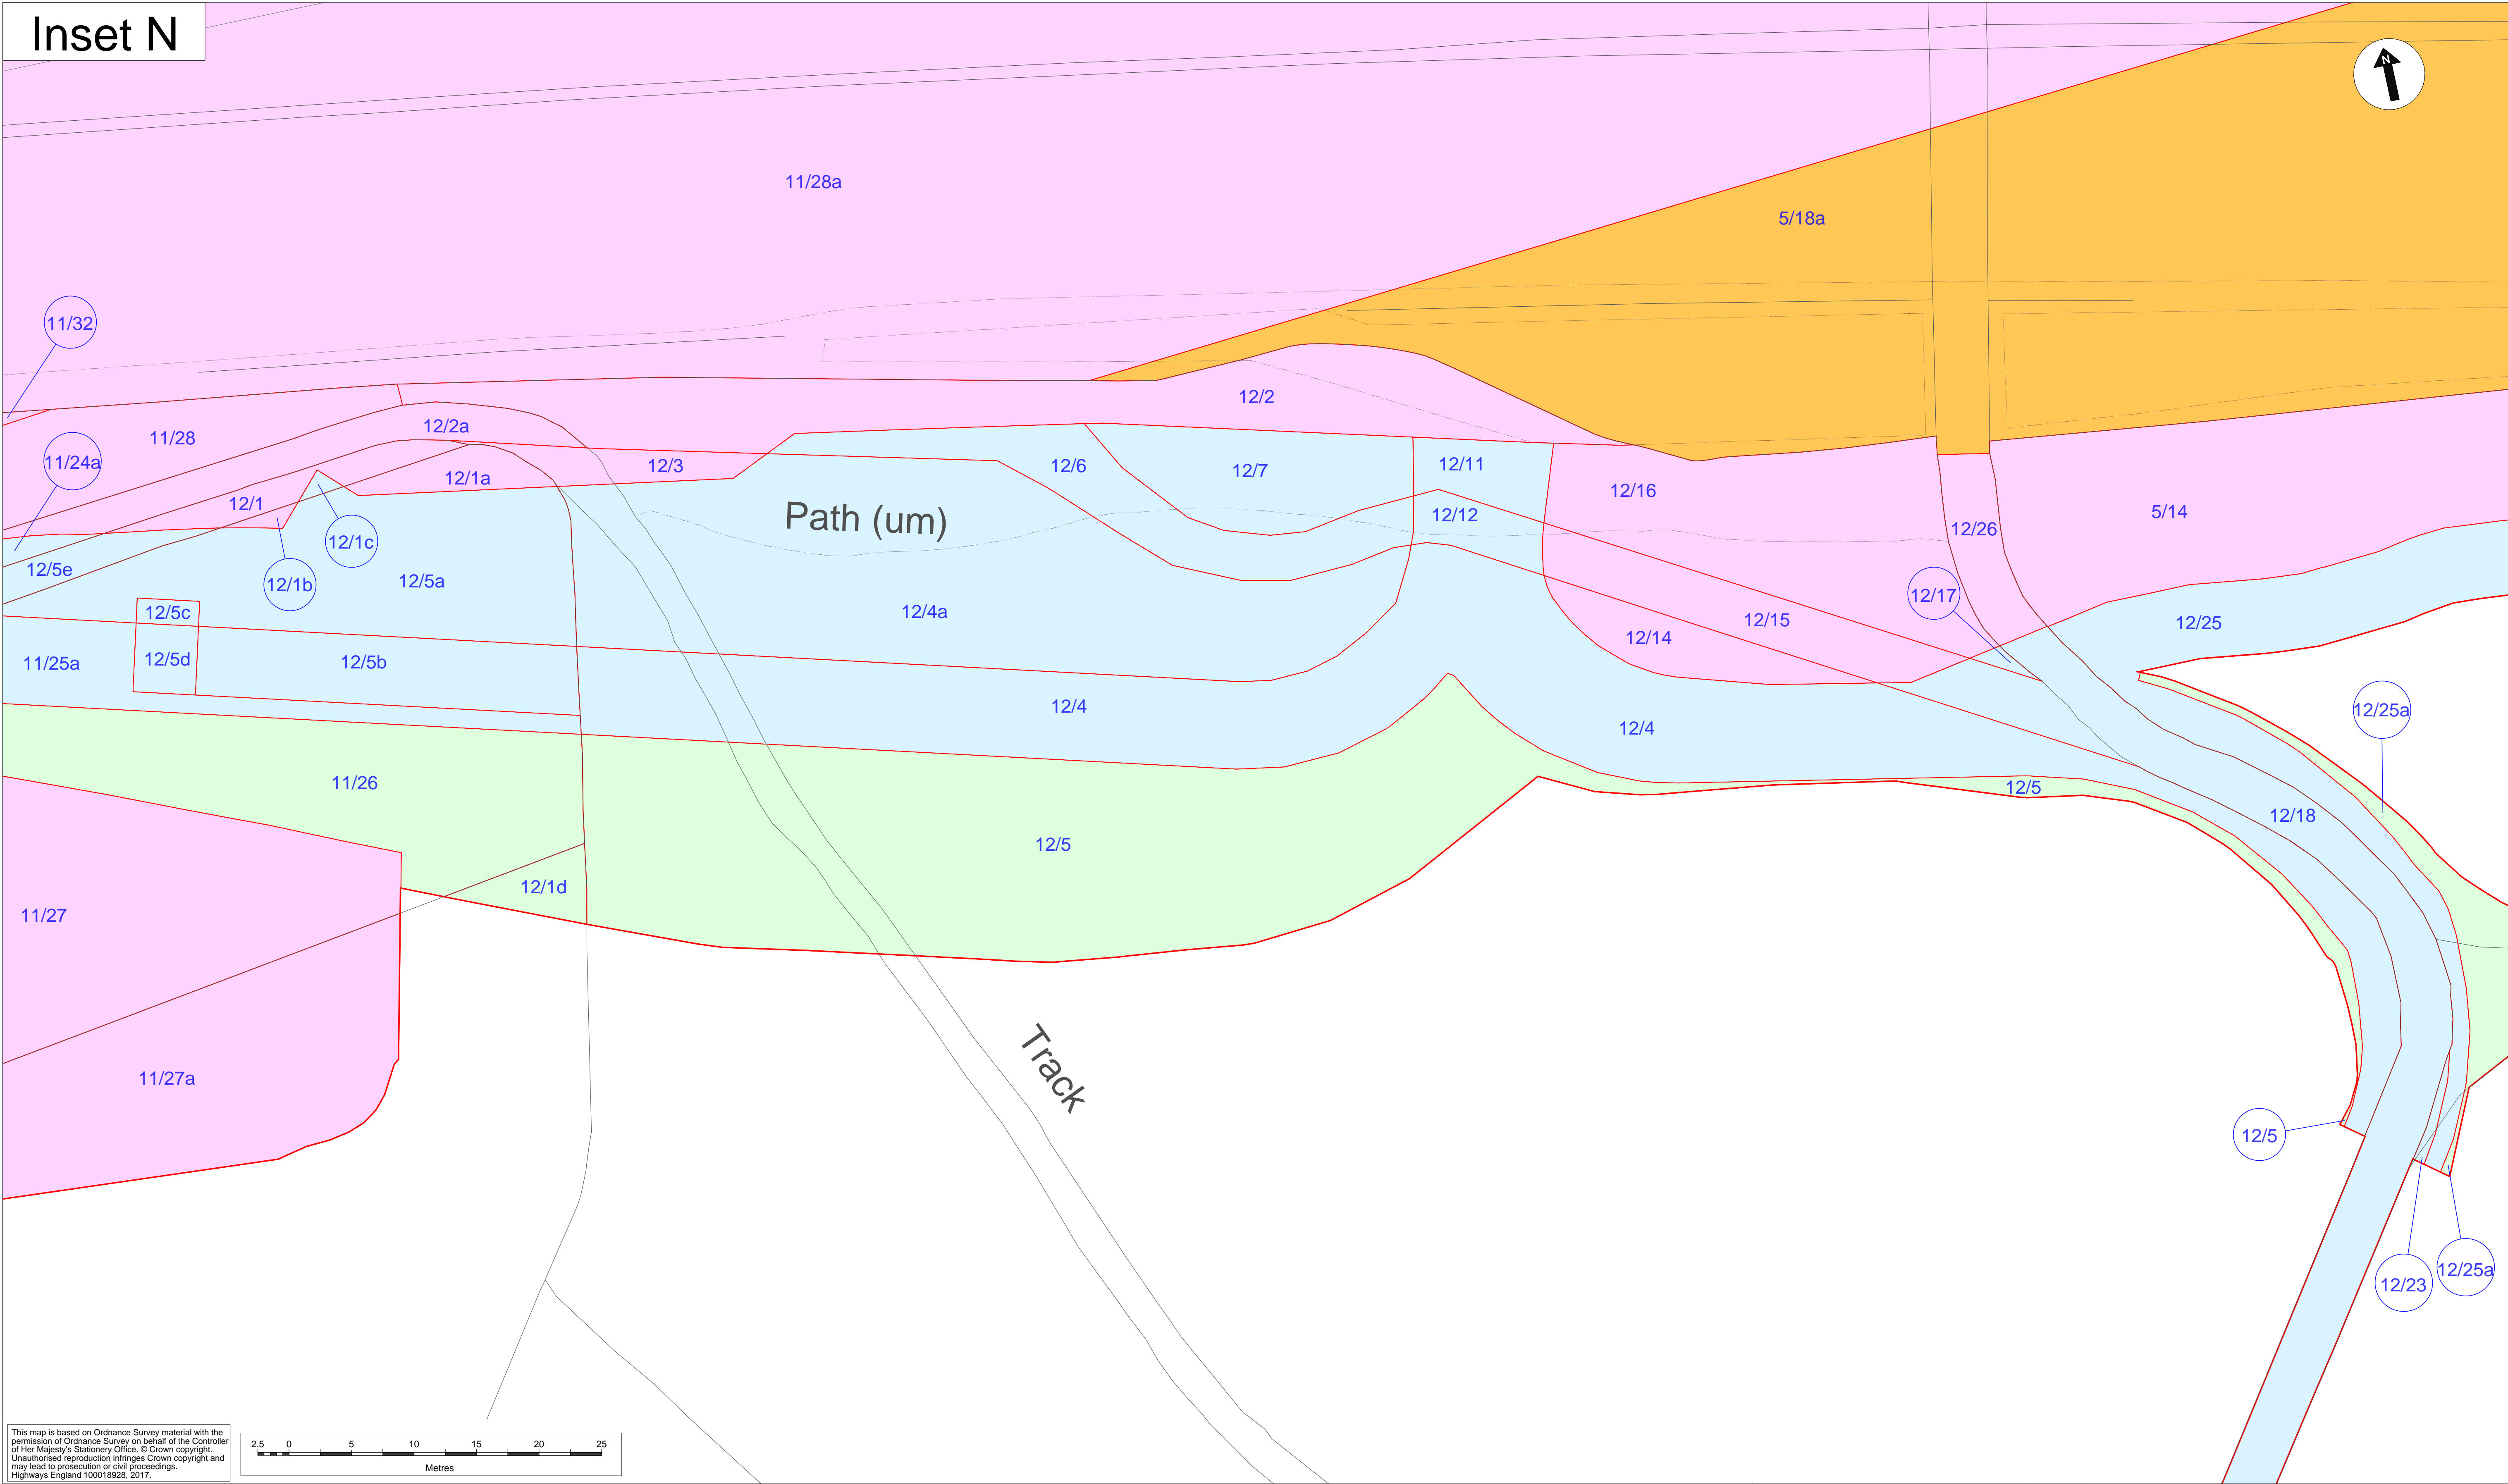 Inset N
N
11/28a
5/18a
11/32
12/2
11/28
12/2a
11/24a
12/3
12/6
12/7
12/11
12/1a
12/1
12/16
5/14
Path (um)
12/12
12/26
12/1c
12/5e
12/1b
12/5a
12/17
12/5c
12/4a
12/15
12/25
12/14
11/25a
12/5d
12/5b
12/4
12/25a
12/4
11/26
12/5
12/18
12/5
12/1d
11/27
Track
11/27a
12/5
12/23
12/25a
This map is based on Ordnance Survey material with the
permission of Ordnance Survey on behalf of the Controller
of Her Majesty's Stationery Office. © Crown copyright.
Unauthorised reproduction infringes Crown copyright and
may lead to prosecution or civil proceedings.
Highways England 100018928, 2017.
2.5 0 5 10 15 20 25
Metres